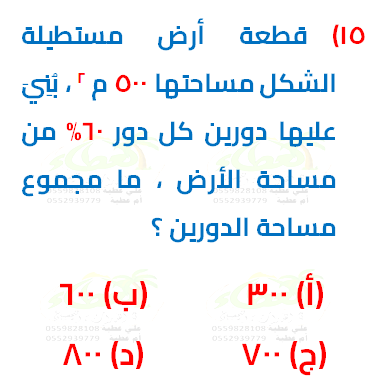 ١٥) قطعة أرض مستطيلة
الشكل مساحتها ٥٠٠ م ٢ ، بُنِيَ
عليها دورين كل دور ٦٠% من
مساحة الأرض ، ما مجموع
مساحة الدورين ؟
(أ) ٣٠٠ (ب) ٦٠٠
(ج) ٧٠٠ (د) ٨٠٠